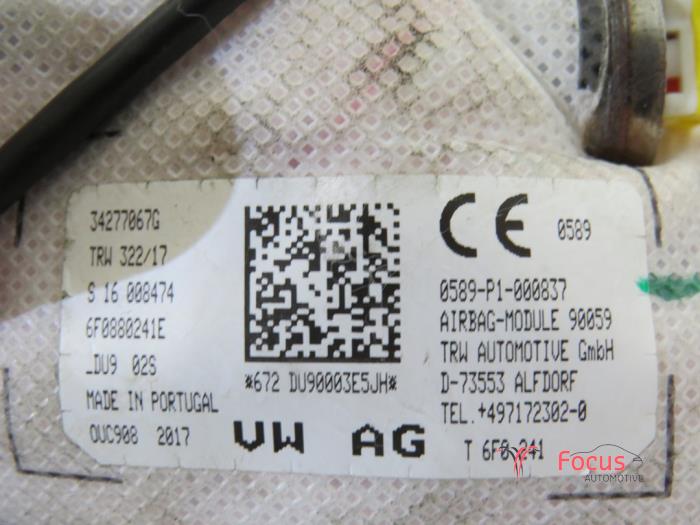 34277067G
TRW 322/17
S 16 008474
6F0880241E
_DU9 02S
MADE IN PORTUGAL
OUC908 2017
*672 DU90003E5JH*
VW AG
CE 0589
0589-P1-000837
AIRBAG-MODULE 90059
TRW AUTOMOTIVE GmbH
D-73553 ALFDORF
TEL.+497172302-0
T 6F0 241
Focus
AUTOMOTIVE